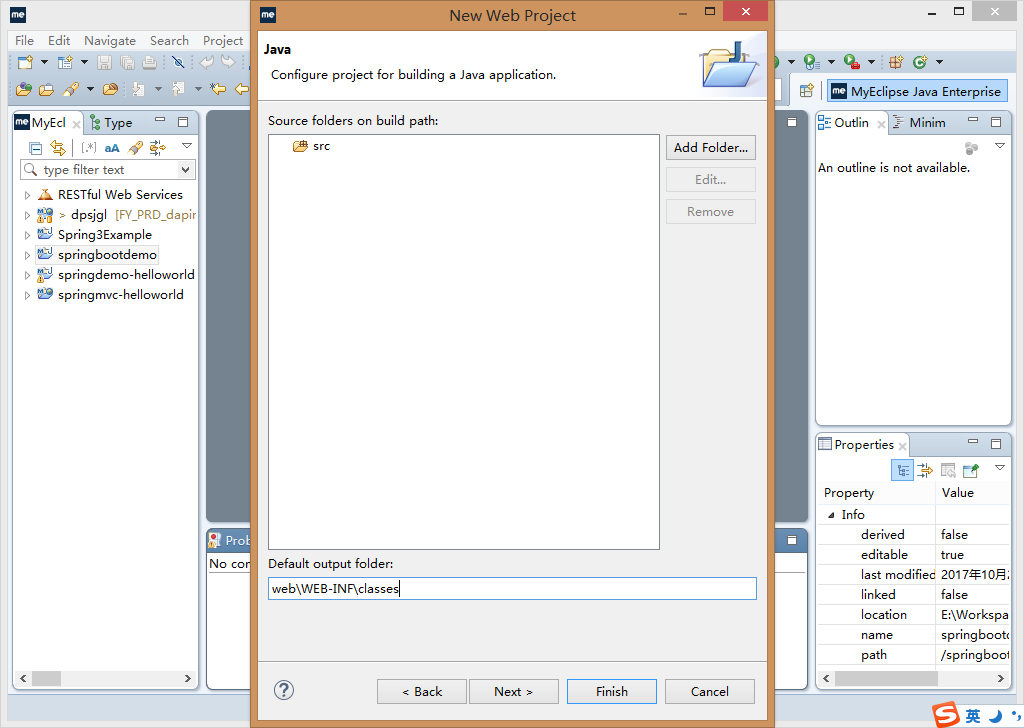 me
File Edit Navigate Search Project
me New Web Project
Java
Configure project for building a Java application.
Source folders on build path:
src
Add Folder...
Edit...
Remove
Default output folder:
web\WEB-INF\classes
< Back Next > Finish Cancel
me MyEclipse Java Enterprise
me MyEcl Type
type filter text
RESTful Web Services
> dpsjgl [FY_PRD_dapir
Spring3Example
springbootdemo
springdemo-helloworld
springmvc-helloworld
Prob
No con
Outlin Minim
An outline is not available.
Properties
Property Value
Info
derived false
editable true
last modified 2017年10月2
linked false
location E:\Workspa
name springbootd
path /springboot
英